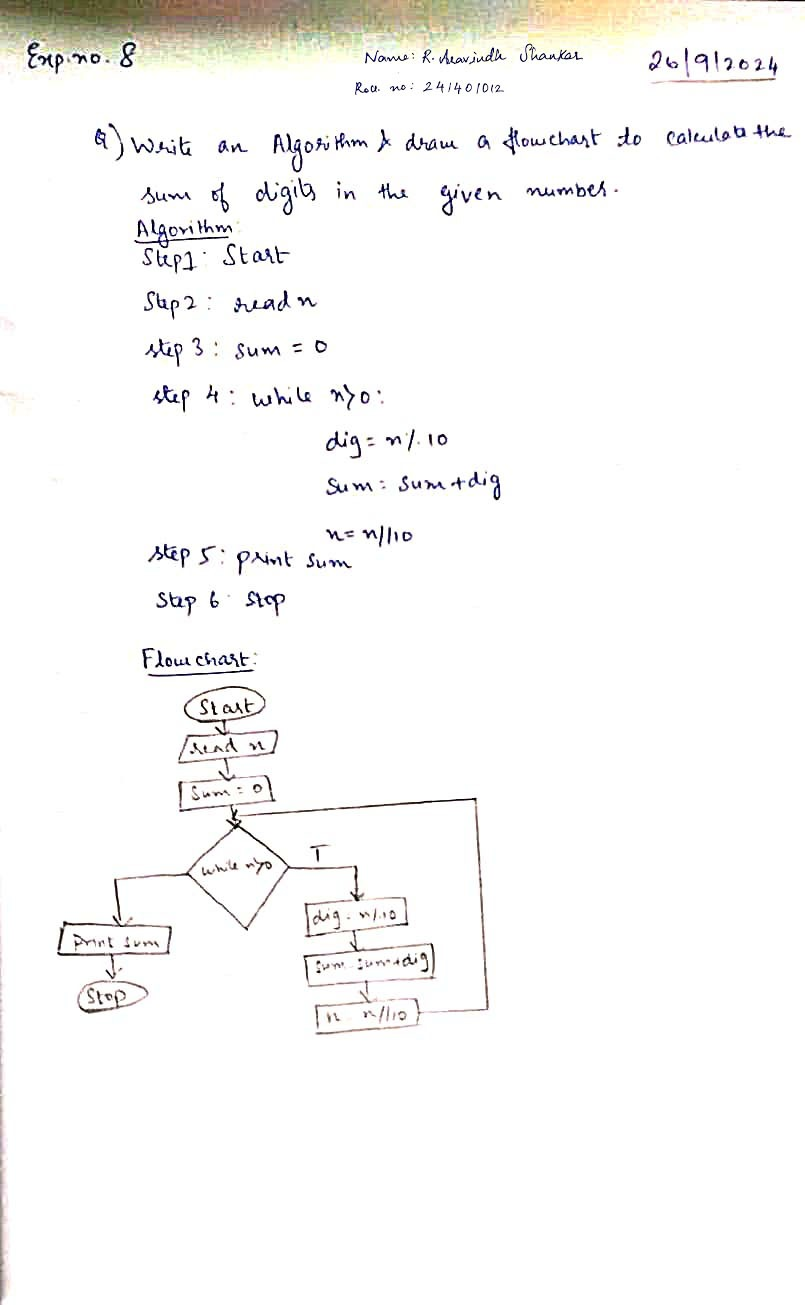 Exp.no. 8
Name: R. Aravindh Shankar
26/9/2024
Roll no: 241401012
Q) Write an Algorithm & draw a flowchart to calculate the
sum of digits in the given number.
Algorithm:
Step1: Start
Step2: read n
step 3: sum = 0
step 4: while n>0:
dig = n%10
Sum = sum+dig
n= n//10
step 5: print sum
Step 6: Stop
Flowchart:
Start
read n
Sum = 0
while n>0
T
dig = n%10
print sum
sum=sum+dig
Stop
n= n//10